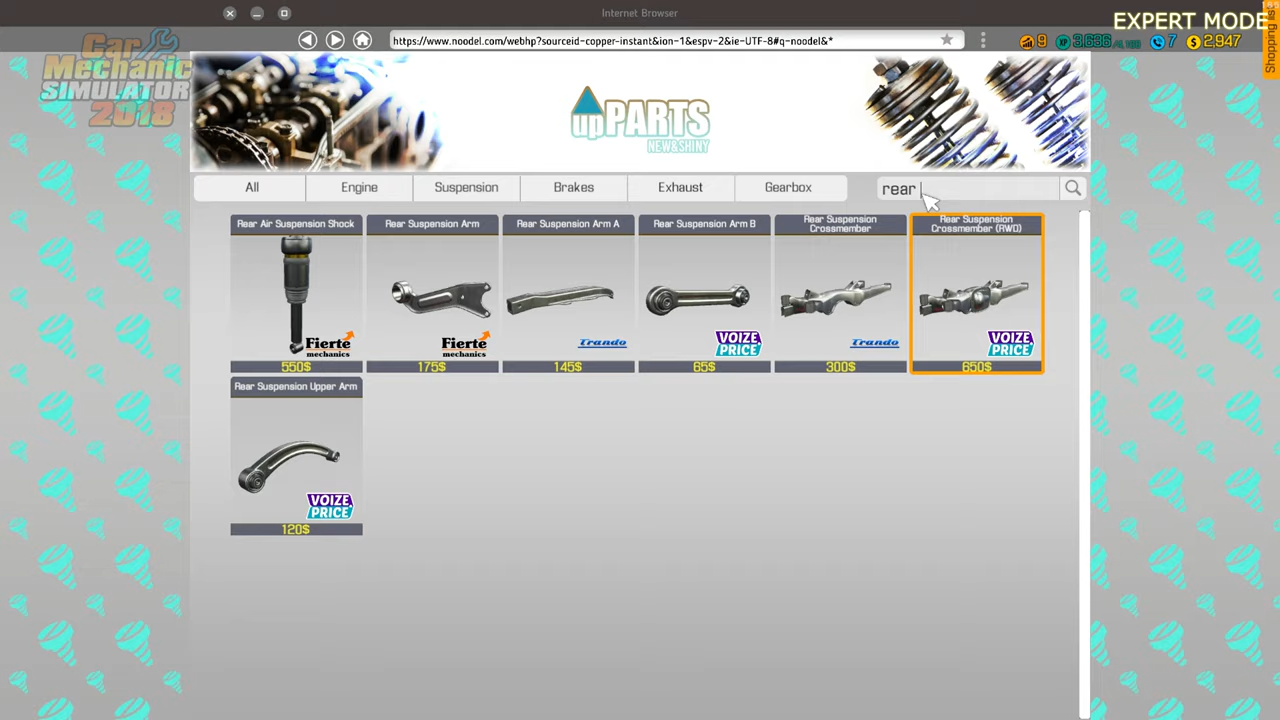 Internet Browser
EXPERT MODE
https://www.noodel.com/webhp?sourceid-copper-instant&ion-1&espv-2&ie-UTF-8#q-noodel&*
9
3,636
7
$ 2,947
Shopping list
Car
Mechanic
SIMULATOR
2018
upPARTS
NEW&SHINY
All
Engine
Suspension
Brakes
Exhaust
Gearbox
rear
Rear Air Suspension Shock
Rear Suspension Arm
Rear Suspension Arm A
Rear Suspension Arm B
Rear Suspension
Crossmember
Rear Suspension
Crossmember (RWD)
Fierte
mechanics
Fierte
mechanics
Trando
VOIZE
PRICE
Trando
VOIZE
PRICE
550$
175$
145$
65$
300$
650$
Rear Suspension Upper Arm
VOIZE
PRICE
120$